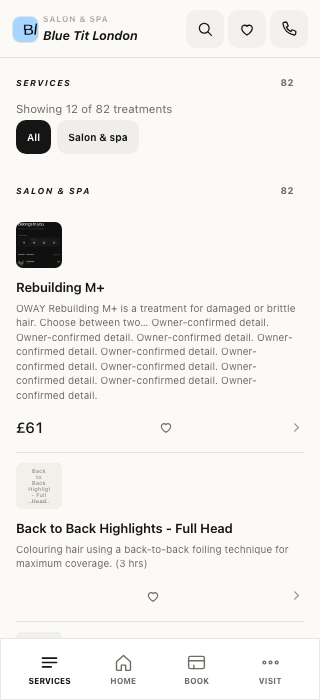 Bl
SALON & SPA
Blue Tit London
SERVICES
82
Showing 12 of 82 treatments
All
Salon & spa
SALON & SPA
82
Rebuilding M+
OWAY Rebuilding M+ is a treatment for damaged or brittle
hair. Choose between two... Owner-confirmed detail.
Owner-confirmed detail. Owner-confirmed detail. Owner-
confirmed detail. Owner-confirmed detail. Owner-
confirmed detail. Owner-confirmed detail. Owner-
confirmed detail. Owner-confirmed detail. Owner-
confirmed detail.
£61
Back
to
Back
Highligl
- Full
Head
Back to Back Highlights - Full Head
Colouring hair using a back-to-back foiling technique for
maximum coverage. (3 hrs)
SERVICES
HOME
BOOK
VISIT